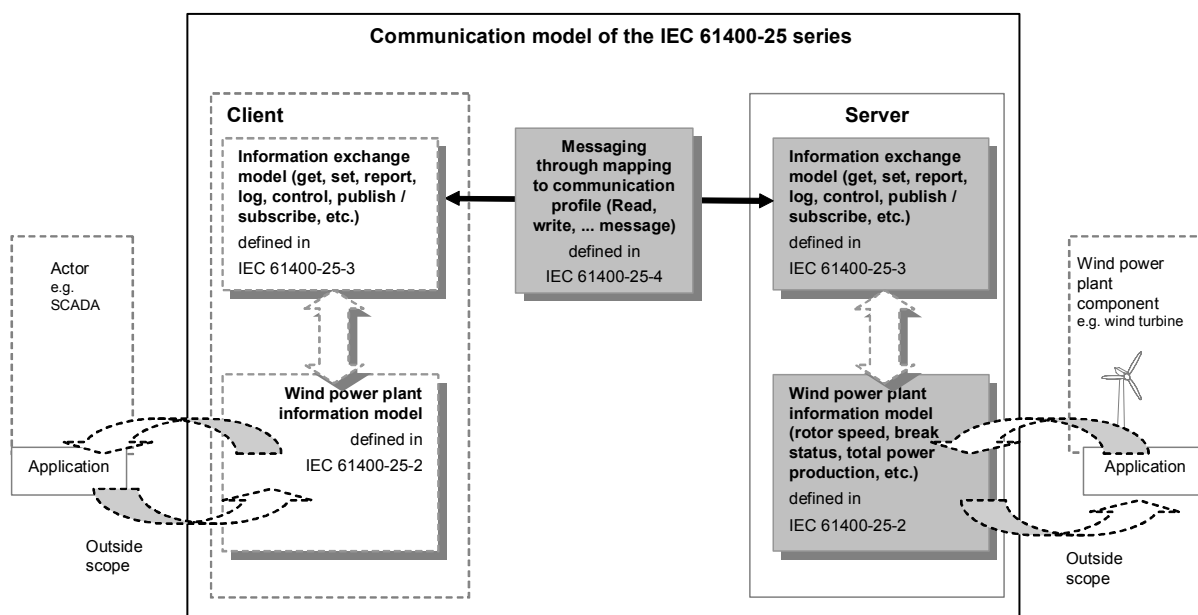 Communication model of the IEC 61400-25 series
Client
Information exchange
model (get, set, report,
log, control, publish /
subscribe, etc.)
defined in
IEC 61400-25-3
Messaging
through mapping
to communication
profile (Read,
write, ... message)
defined in
IEC 61400-25-4
Server
Information exchange
model (get, set, report,
log, control, publish /
subscribe, etc.)
defined in
IEC 61400-25-3
Actor
e.g.
SCADA
Wind power
plant
component
e.g. wind turbine
Wind power plant
information model
defined in
IEC 61400-25-2
Wind power plant
information model
(rotor speed, break
status, total power
production, etc.)
defined in
IEC 61400-25-2
Application
Application
Outside
scope
Outside
scope